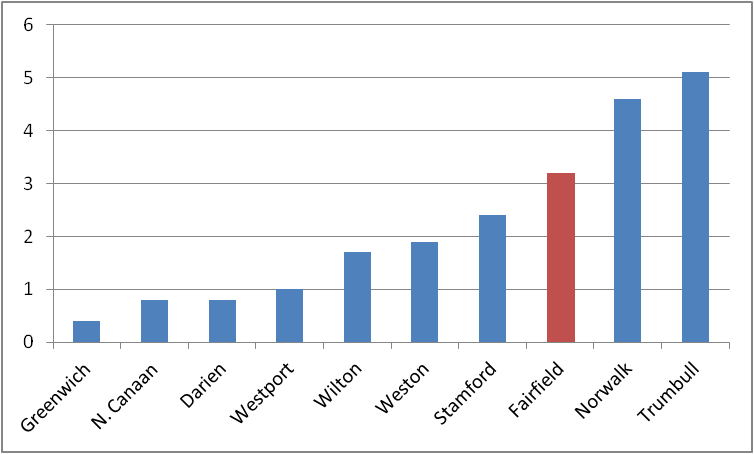 6
5
4
3
2
1
0
Greenwich
N. Canaan
Darien
Westport
Wilton
Weston
Stamford
Fairfield
Norwalk
Trumbull